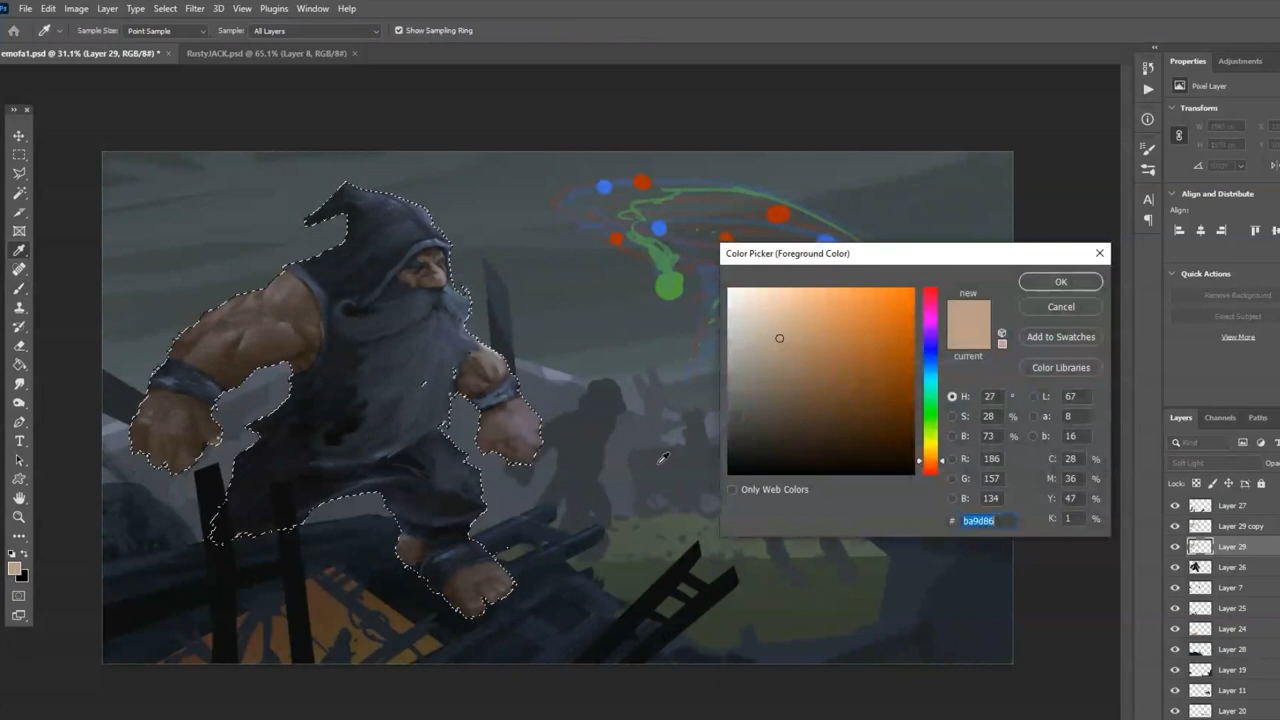 Ps File Edit Image Layer Type Select Filter 3D View Plugins Window Help
Sample Size: Point Sample Sample: All Layers Show Sampling Ring
emofa1.psd @ 31.1% (Layer 29, RGB/8#) * × RustyJACK.psd @ 65.1% (Layer 8, RGB/8#) ×
Properties Adjustments
Pixel Layer
Transform
W
H
Align and Distribute
Align:
Quick Actions
Remove Background
Select Subject
View More
Color Picker (Foreground Color)
new
current
OK
Cancel
Add to Swatches
Color Libraries
H: 27 ° L: 67
S: 28 % a: 8
B: 73 % b: 16
R: 186 C: 28 %
G: 157 M: 36 %
B: 134 Y: 47 %
# ba9d86 K: 1 %
Only Web Colors
Layers Channels Paths
Kind
Soft Light Opa
Lock:
Layer 27
Layer 29 copy
Layer 29
Layer 26
Layer 7
Layer 25
Layer 24
Layer 28
Layer 19
Layer 11
Layer 20